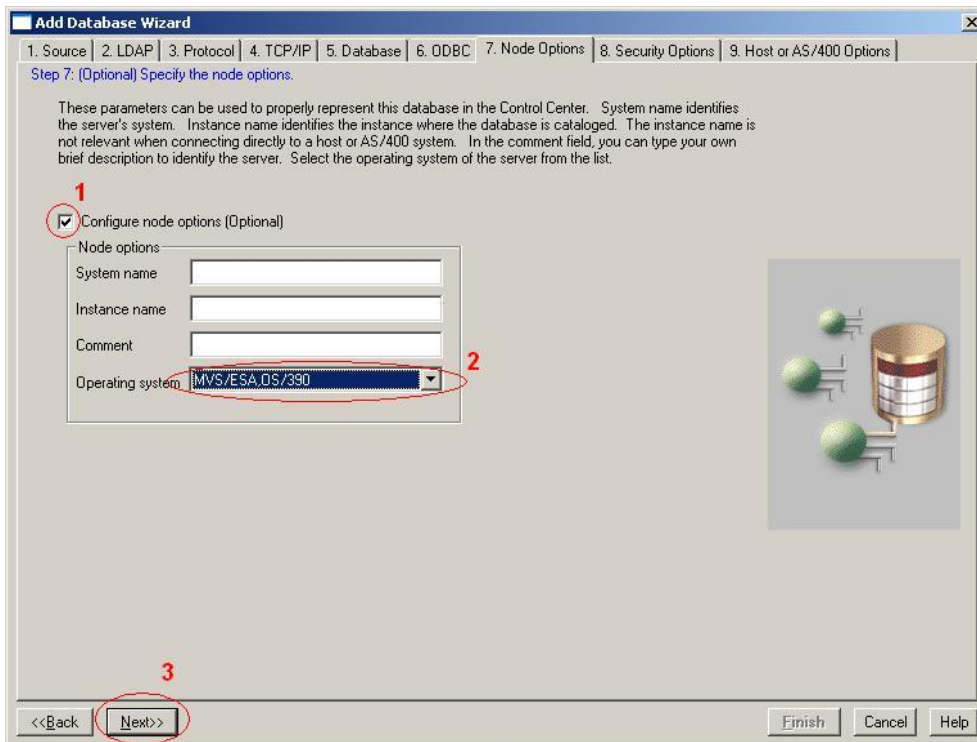 Add Database Wizard
1. Source 2. LDAP 3. Protocol 4. TCP/IP 5. Database 6. ODBC 7. Node Options 8. Security Options 9. Host or AS/400 Options
Step 7: (Optional) Specify the node options.
These parameters can be used to properly represent this database in the Control Center. System name identifies
the server's system. Instance name identifies the instance where the database is cataloged. The instance name is
not relevant when connecting directly to a host or AS/400 system. In the comment field, you can type your own
brief description to identify the server. Select the operating system of the server from the list.
1
Configure node options (Optional)
Node options
System name
Instance name
Comment
2
Operating system MVS/ESA,OS/390
3
<<Back Next>> Finish Cancel Help